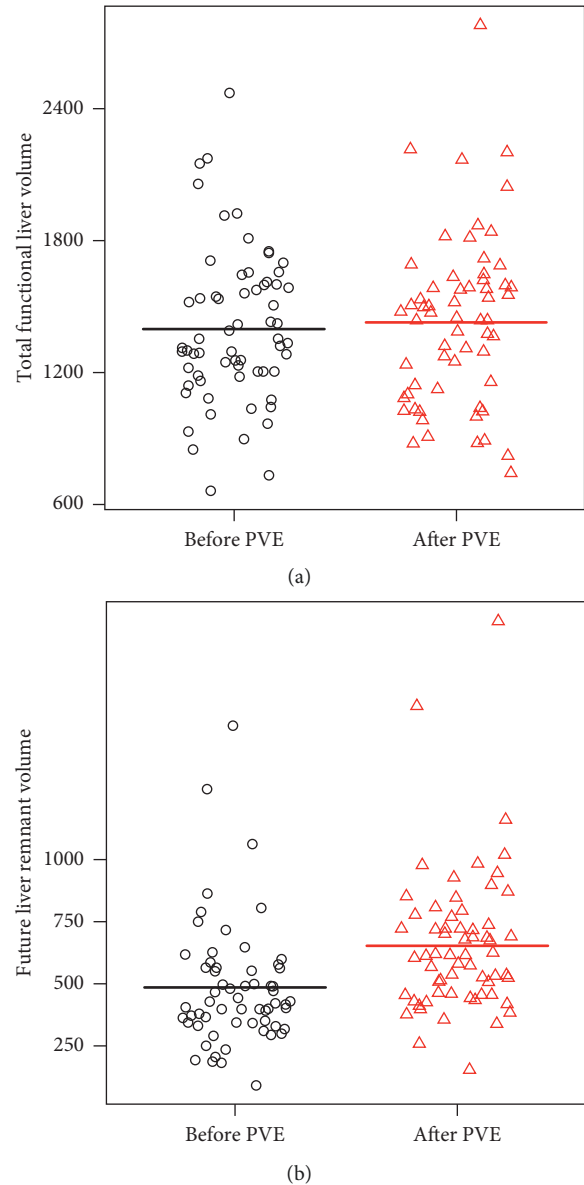 Total functional liver volume
2400
1800
1200
600
Before PVE
After PVE
(a)
Future liver remnant volume
1000
750
500
250
Before PVE
After PVE
(b)